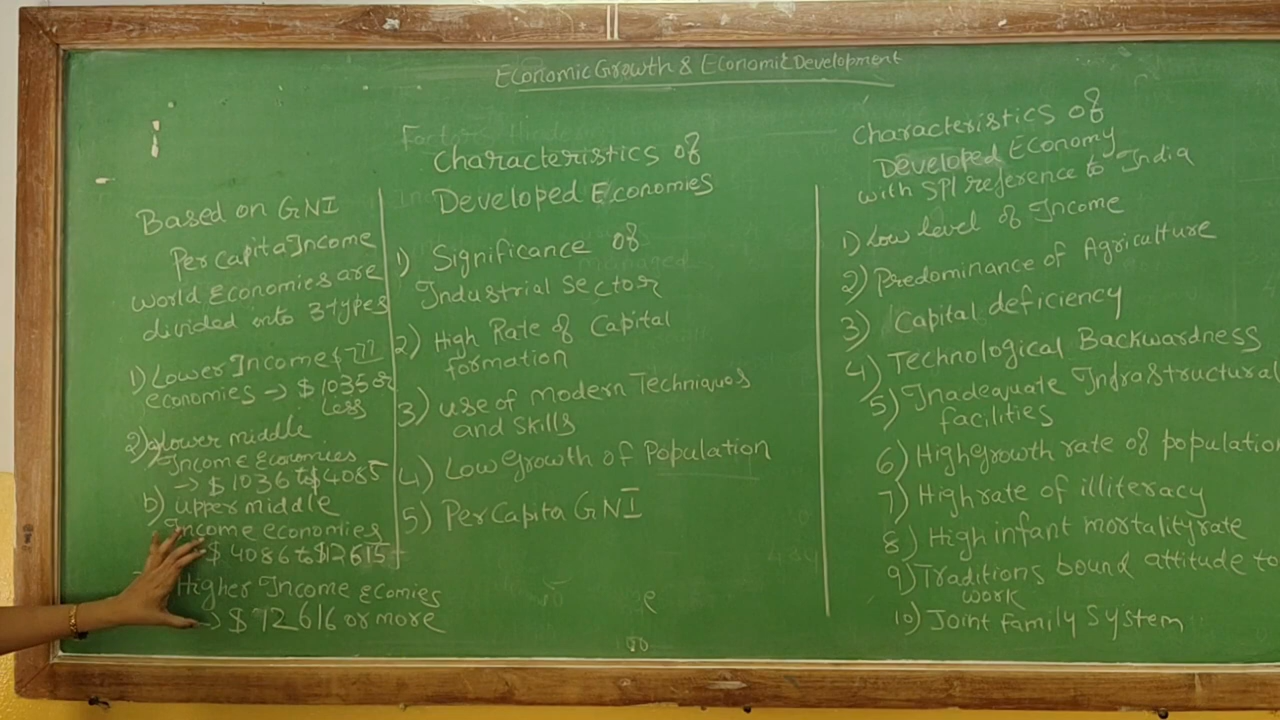 Economic Growth & Economic Development
Based on GNI
Per capita Income
world Economies are
divided into 3 types
1) Lower Income $777
economies → $1035 or
less
2) a) lower middle
Income Economies
→ $1036 to $4085
b) upper middle
Income economies
$4086 to $12615
Higher Income Ecomies
→ $12616 or more
Characteristics of
Developed Economies
1) Significance of
Industrial Sector
2) High Rate of Capital
formation
3) use of modern Techniques
and skills
4) Low Growth of Population
5) Per Capita GNI
Characteristics of
Developed Economy
with SPl reference to India
1) Low level of Income
2) Predominance of Agriculture
3) Capital deficiency
4) Technological Backwardness
5) Inadequate Infrastructural
facilities
6) High growth rate of population
7) High rate of illiteracy
8) High infant mortality rate
9) Traditions bound attitude to
work
10) Joint family System